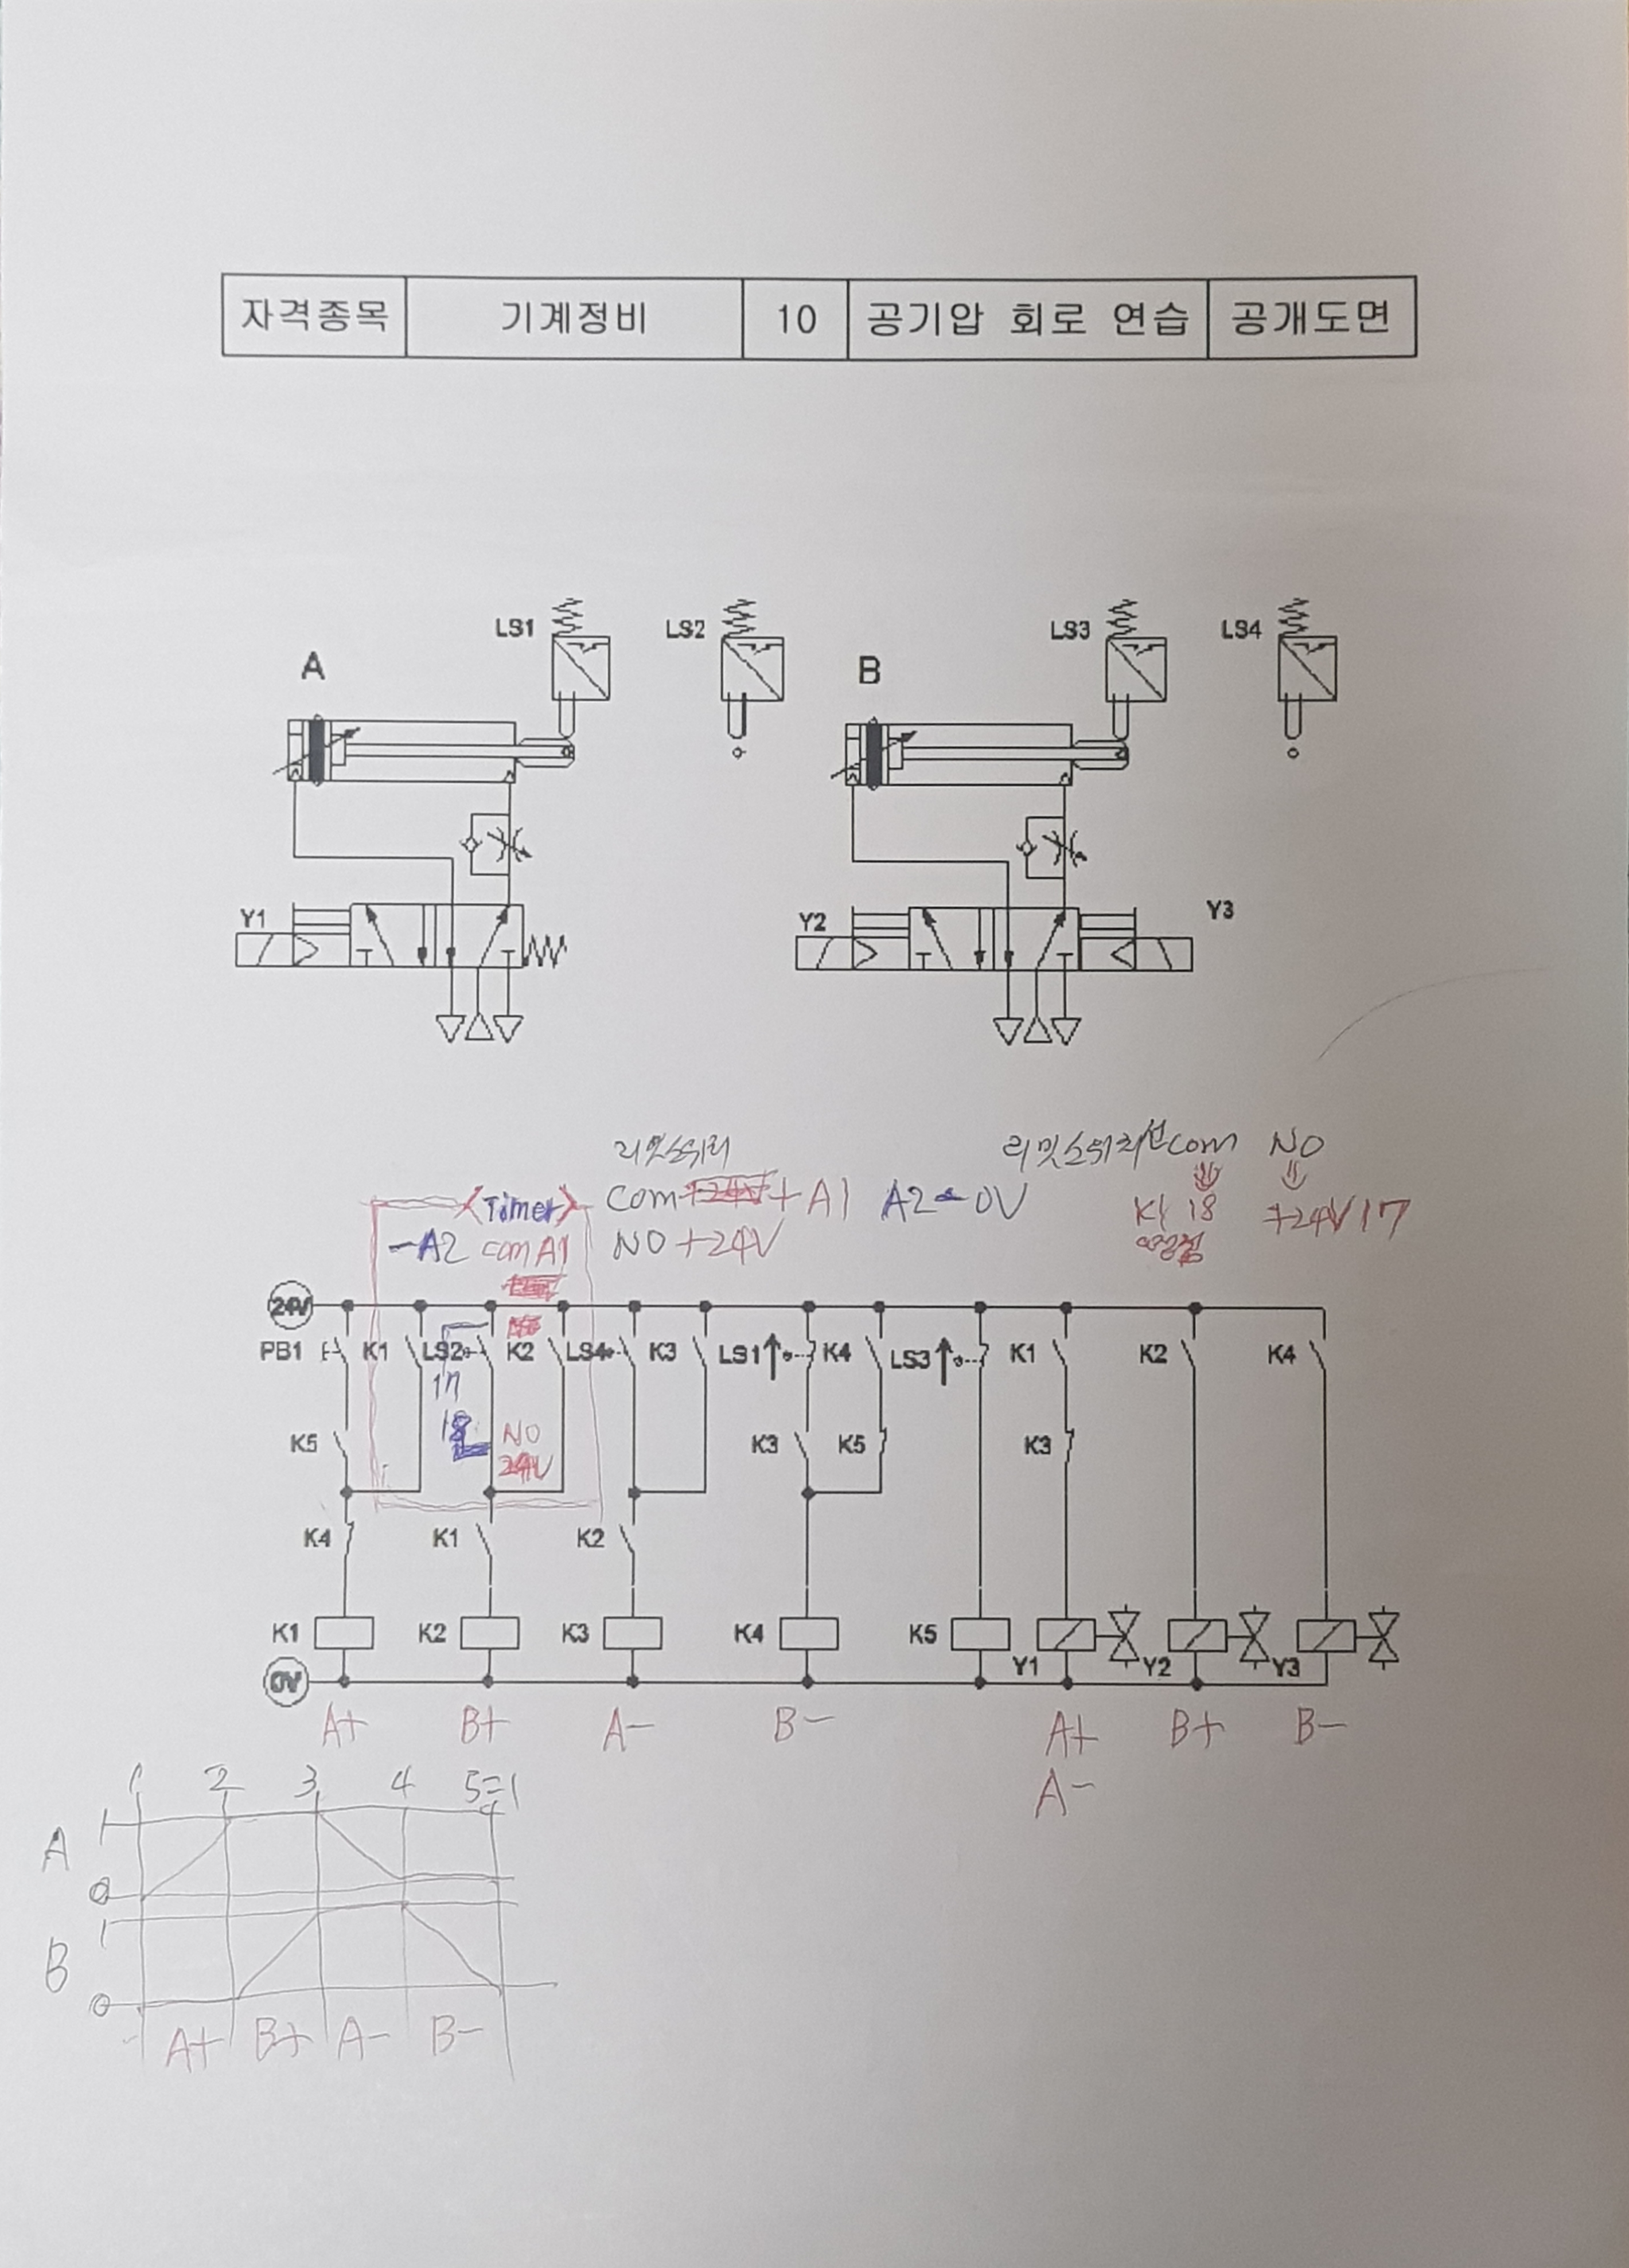 자격종목 기계정비 10 공기압 회로 연습 공개도면
LS1 LS2 LS3 LS4
A B
Y1 Y2 Y3
리밋스위치 리밋스위치선 com NO
<Timer> com + A1 A2 - 0V K1 18 +24V 17
-A2 com A1 NO +24V
24V
PB1 K1 LS2 K2 LS4 K3 LS1 K4 LS3 K1 K2 K4
17
K5 18 NO K3 K5 K3
24V
K4 K1 K2
K1 K2 K3 K4 K5 Y1 Y2 Y3
0V
A+ B+ A- B- A+ B+ B-
A-
1 2 3 4 5=1
1
A
0
1
B
0
A+ B+ A- B-